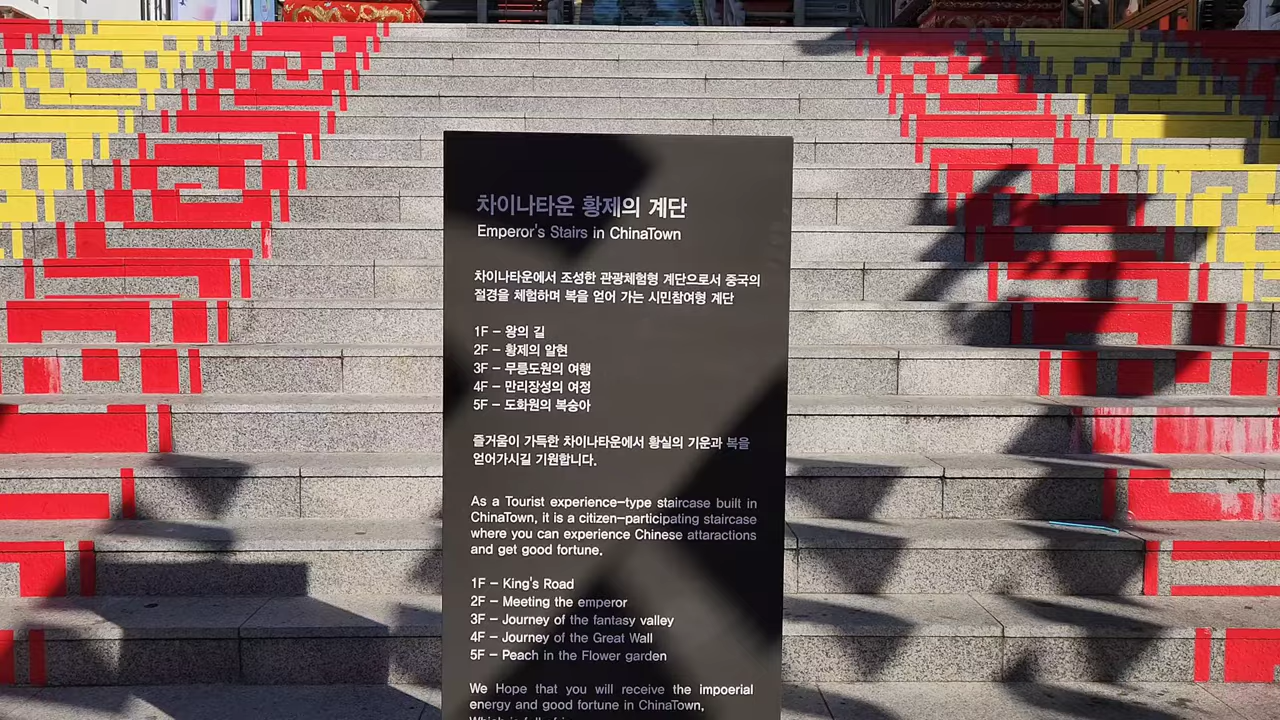 차이나타운 황제의 계단
Emperor's Stairs in ChinaTown
차이나타운에서 조성한 관광체험형 계단으로서 중국의
절경을 체험하며 복을 얻어 가는 시민참여형 계단
1F – 왕의 길
2F – 황제의 알현
3F – 무릉도원의 여행
4F – 만리장성의 여정
5F – 도화원의 복숭아
즐거움이 가득한 차이나타운에서 황실의 기운과 복을
얻어가시길 기원합니다.
As a Tourist experience–type staircase built in
ChinaTown, it is a citizen–participating staircase
where you can experience Chinese attaractions
and get good fortune.
1F – King's Road
2F – Meeting the emperor
3F – Journey of the fantasy valley
4F – Journey of the Great Wall
5F – Peach in the Flower garden
We Hope that you will receive the impoerial
energy and good fortune in ChinaTown,